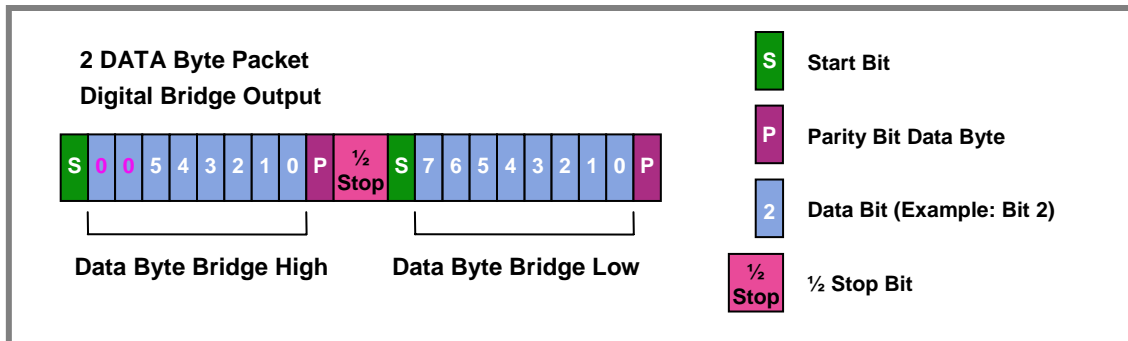 2 DATA Byte Packet
Digital Bridge Output
S 0 0 5 4 3 2 1 0 P ½ Stop S 7 6 5 4 3 2 1 0 P
Data Byte Bridge High Data Byte Bridge Low
S Start Bit
P Parity Bit Data Byte
2 Data Bit (Example: Bit 2)
½ Stop ½ Stop Bit